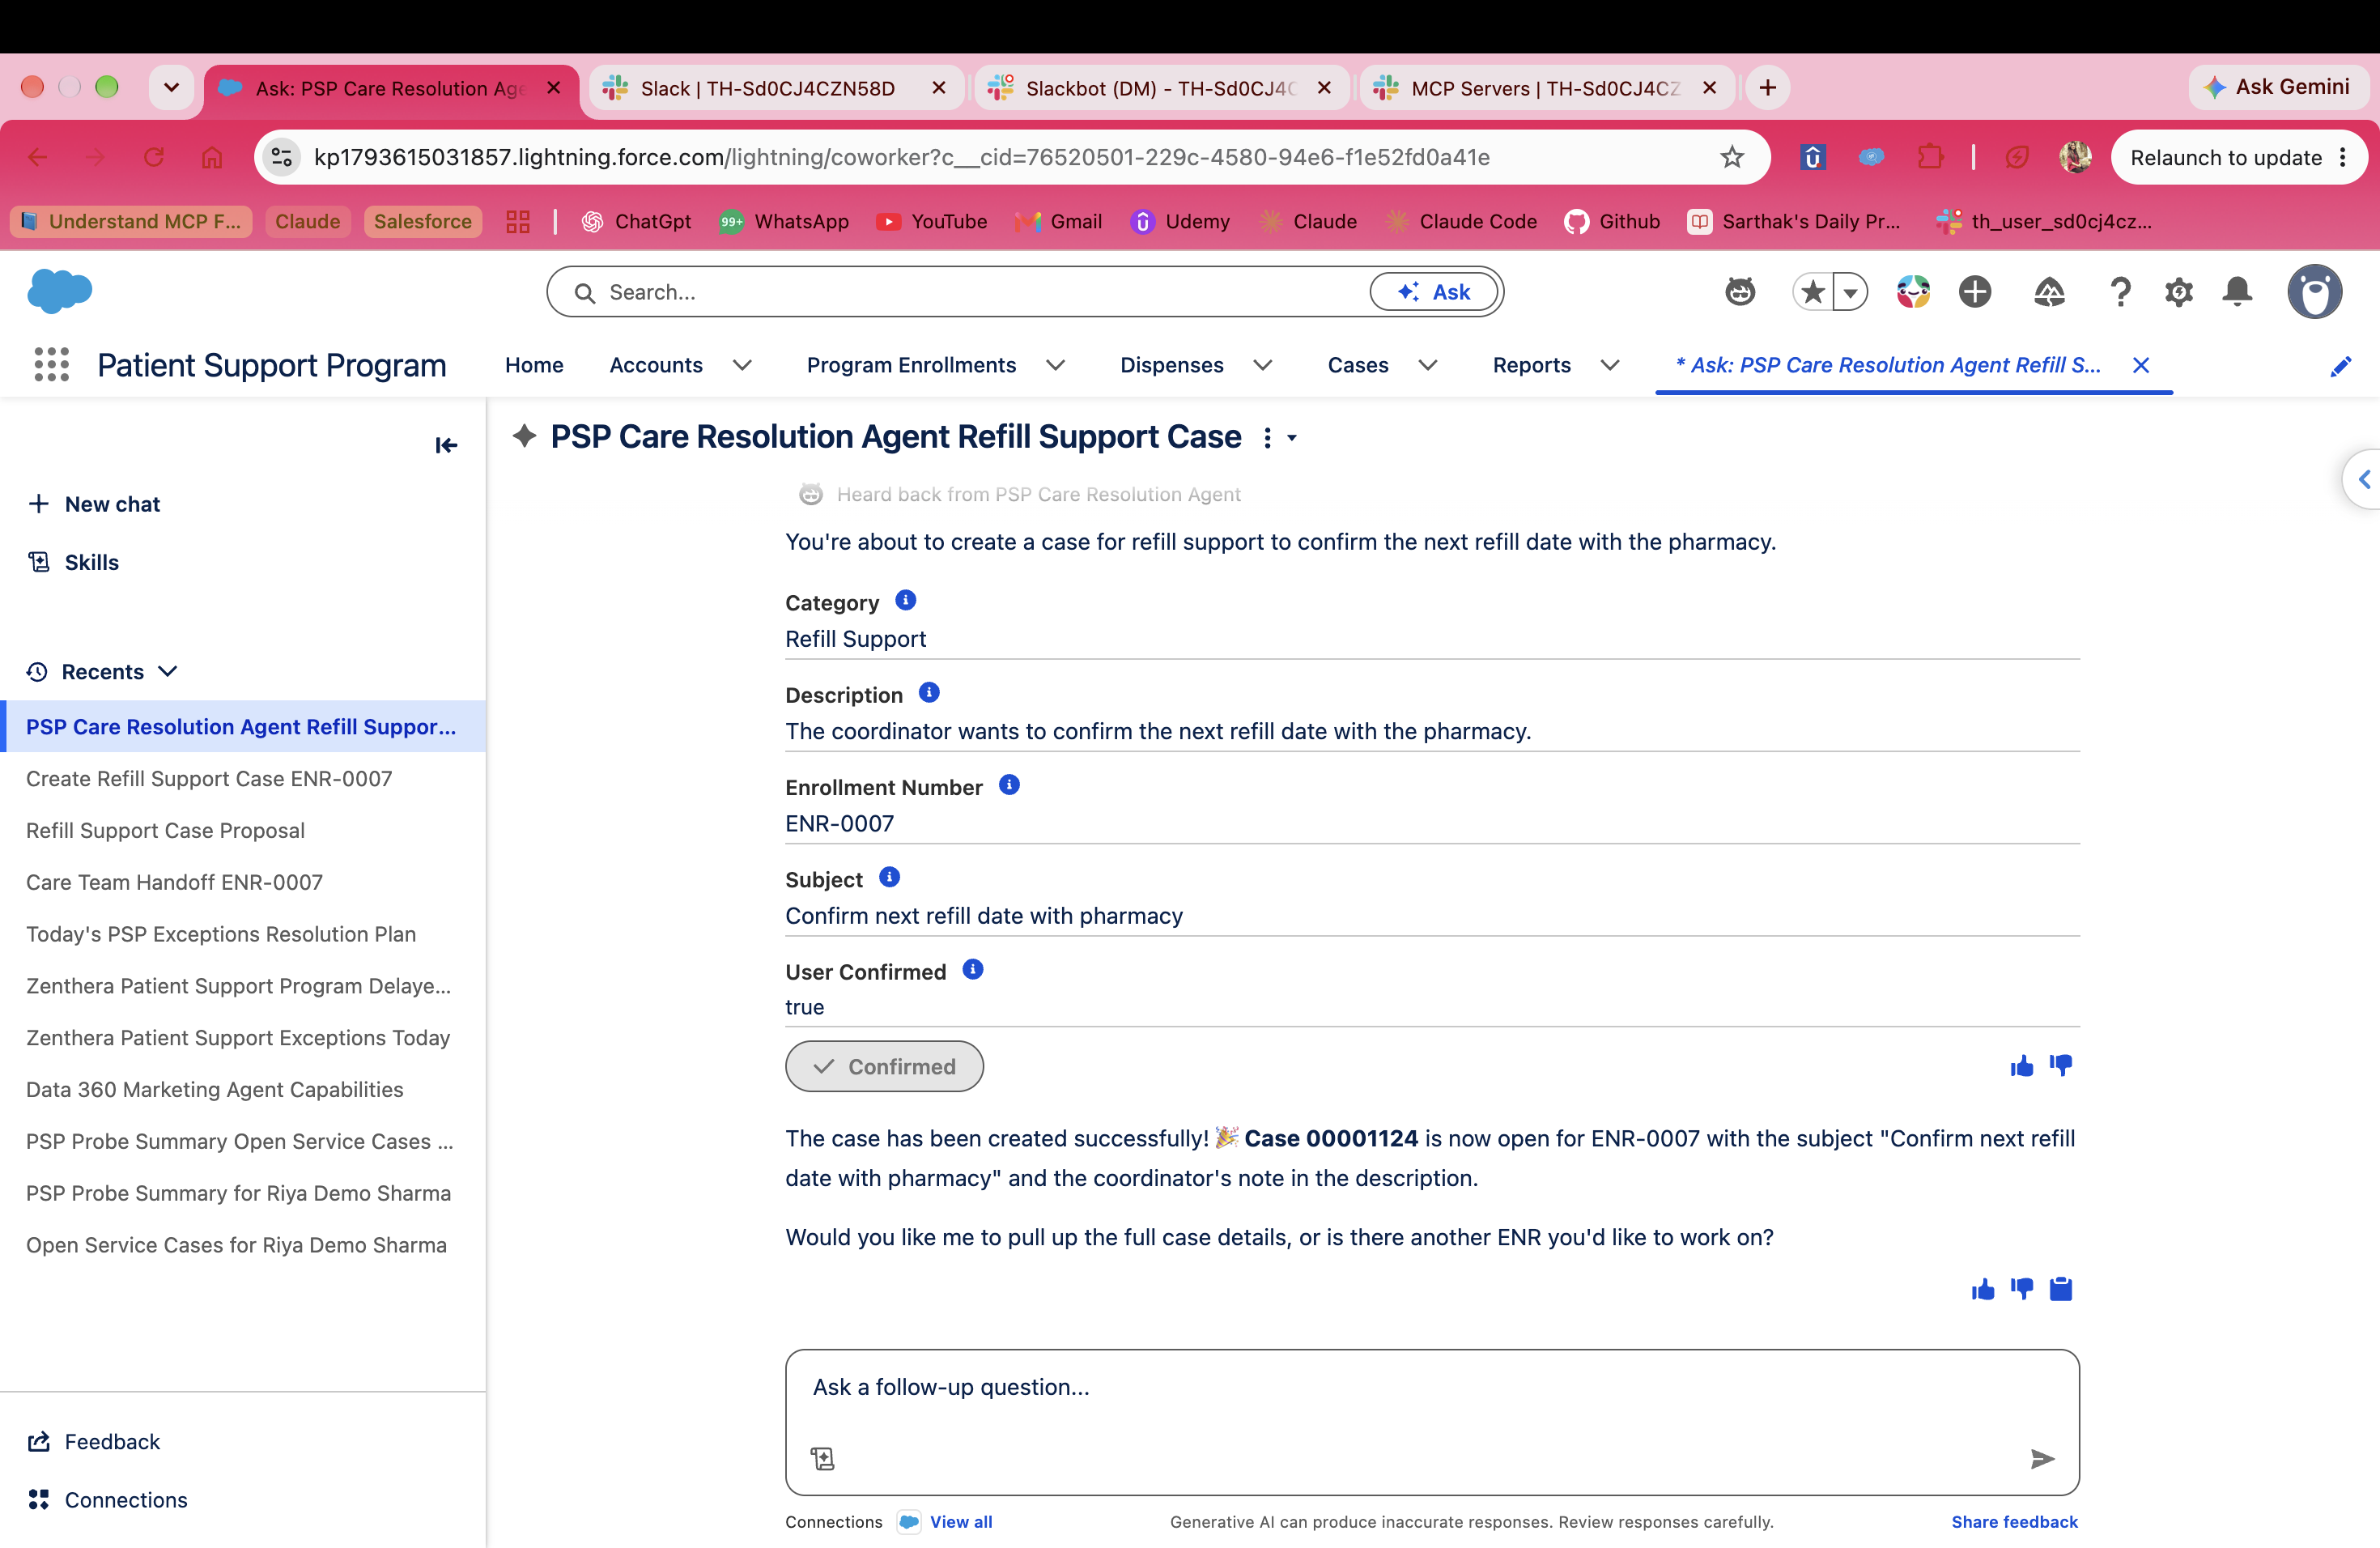 Ask: PSP Care Resolution Age
Slack | TH-Sd0CJ4CZN58D
Slackbot (DM) - TH-Sd0CJ4C
MCP Servers | TH-Sd0CJ4CZ
Ask Gemini
kp1793615031857.lightning.force.com/lightning/coworker?c__cid=76520501-229c-4580-94e6-f1e52fd0a41e
Relaunch to update
Understand MCP F...
Claude
Salesforce
ChatGpt
99+
WhatsApp
YouTube
Gmail
Udemy
Claude
Claude Code
Github
Sarthak's Daily Pr...
th_user_sd0cj4cz...
Search...
Ask
Patient Support Program
Home
Accounts
Program Enrollments
Dispenses
Cases
Reports
* Ask: PSP Care Resolution Agent Refill S...
New chat
Skills
Recents
PSP Care Resolution Agent Refill Suppor...
Create Refill Support Case ENR-0007
Refill Support Case Proposal
Care Team Handoff ENR-0007
Today's PSP Exceptions Resolution Plan
Zenthera Patient Support Program Delaye...
Zenthera Patient Support Exceptions Today
Data 360 Marketing Agent Capabilities
PSP Probe Summary Open Service Cases ...
PSP Probe Summary for Riya Demo Sharma
Open Service Cases for Riya Demo Sharma
Feedback
Connections
PSP Care Resolution Agent Refill Support Case
Heard back from PSP Care Resolution Agent
You're about to create a case for refill support to confirm the next refill date with the pharmacy.
Category
Refill Support
Description
The coordinator wants to confirm the next refill date with the pharmacy.
Enrollment Number
ENR-0007
Subject
Confirm next refill date with pharmacy
User Confirmed
true
Confirmed
The case has been created successfully! 🎉 Case 00001124 is now open for ENR-0007 with the subject "Confirm next refill
date with pharmacy" and the coordinator's note in the description.
Would you like me to pull up the full case details, or is there another ENR you'd like to work on?
Ask a follow-up question...
Connections
View all
Generative AI can produce inaccurate responses. Review responses carefully.
Share feedback